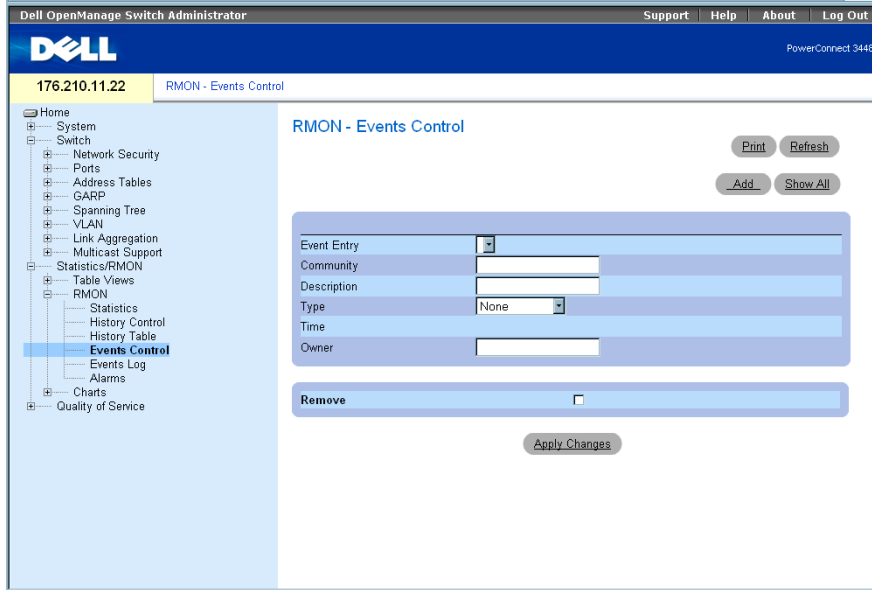 Dell OpenManage Switch Administrator
Support Help About Log Out
DELL
PowerConnect 3448
176.210.11.22
RMON - Events Control
Home
System
Switch
Network Security
Ports
Address Tables
GARP
Spanning Tree
VLAN
Link Aggregation
Multicast Support
Statistics/RMON
Table Views
RMON
Statistics
History Control
History Table
Events Control
Events Log
Alarms
Charts
Quality of Service
RMON - Events Control
Print Refresh
Add Show All
Event Entry
Community
Description
Type None
Time
Owner
Remove
Apply Changes